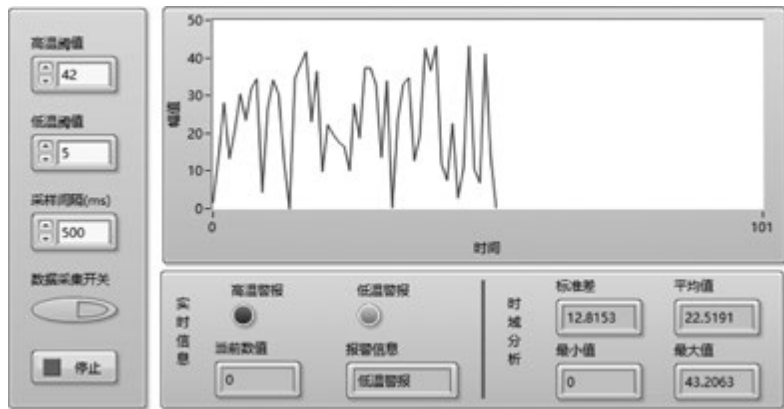 高温阈值
42
低温阈值
5
采样间隔(ms)
500
数据采集开关
停止
幅值
50
40
30
20
10
0
0
101
时间
实时信息
高温警报
低温警报
当前数值
报警信息
0
低温警报
时域分析
标准差
平均值
12.8153
22.5191
最小值
最大值
0
43.2063